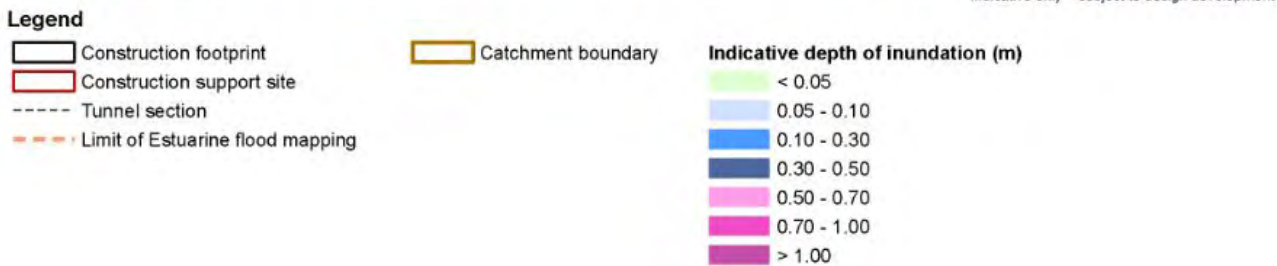 Legend
Construction footprint
Construction support site
Tunnel section
Limit of Estuarine flood mapping
Catchment boundary
Indicative depth of inundation (m)
< 0.05
0.05 - 0.10
0.10 - 0.30
0.30 - 0.50
0.50 - 0.70
0.70 - 1.00
> 1.00